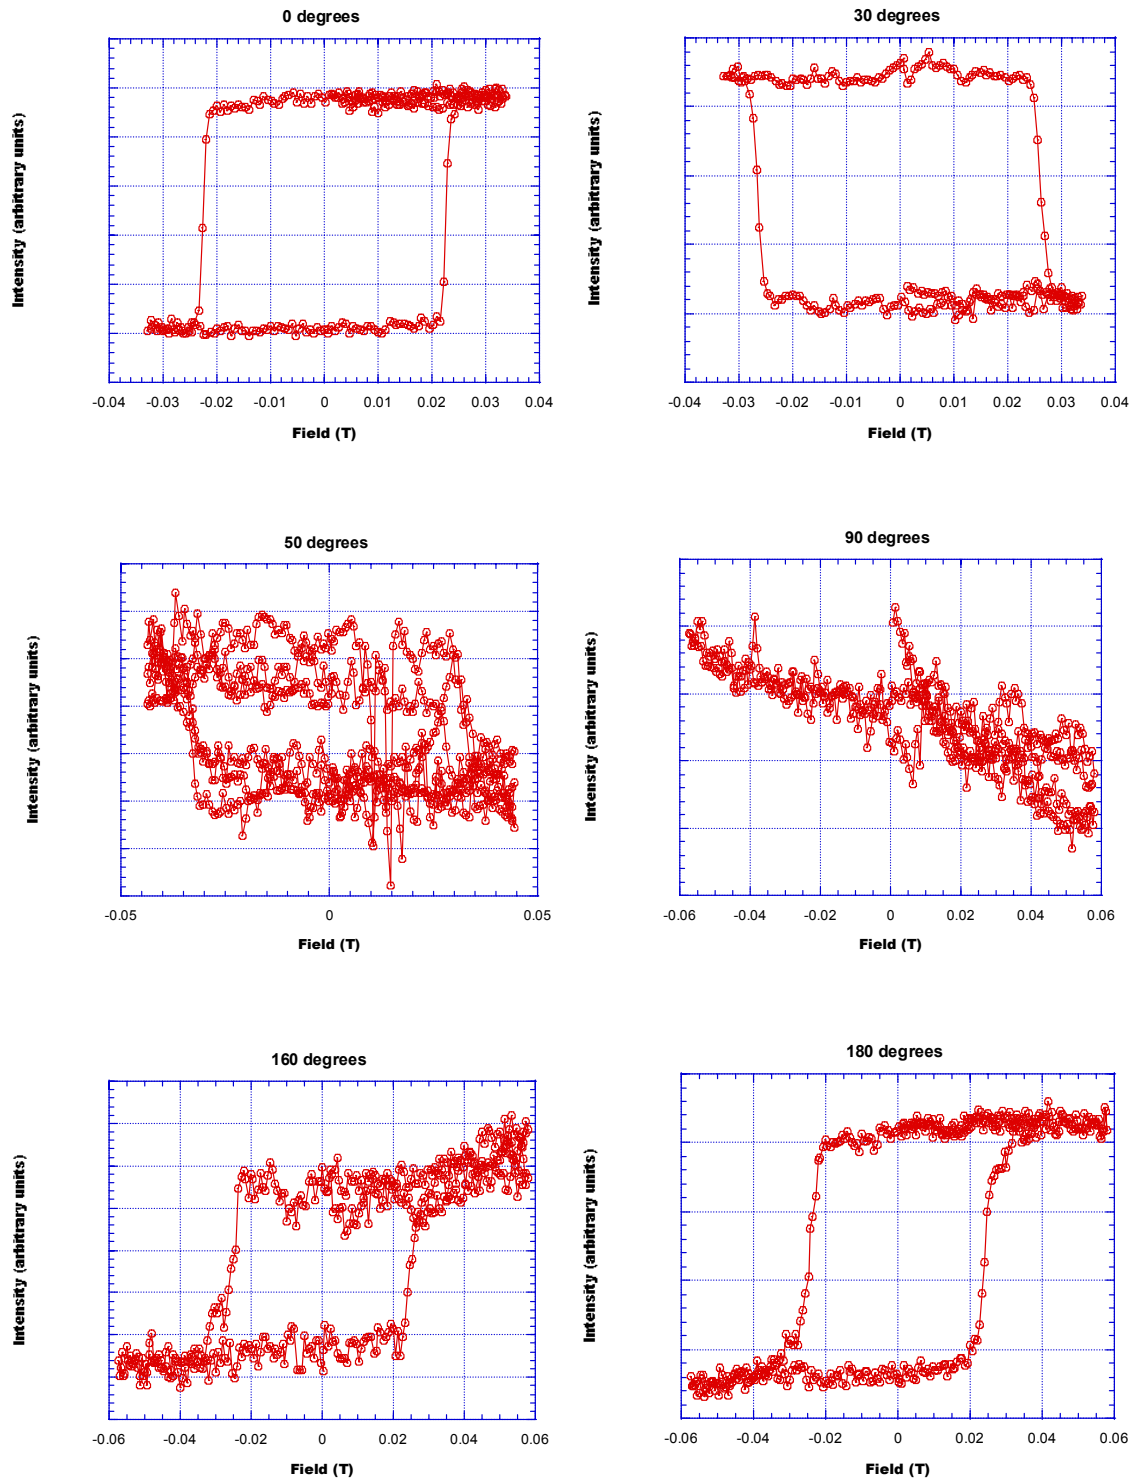 0 degrees
30 degrees
Intensity (arbitrary units)
Intensity (arbitrary units)
-0.04 -0.03 -0.02 -0.01 0 0.01 0.02 0.03 0.04
-0.04 -0.03 -0.02 -0.01 0 0.01 0.02 0.03 0.04
Field (T)
Field (T)
50 degrees
90 degrees
Intensity (arbitrary units)
Intensity (arbitrary units)
-0.05 0 0.05
-0.06 -0.04 -0.02 0 0.02 0.04 0.06
Field (T)
Field (T)
160 degrees
180 degrees
Intensity (arbitrary units)
Intensity (arbitrary units)
-0.06 -0.04 -0.02 0 0.02 0.04 0.06
-0.06 -0.04 -0.02 0 0.02 0.04 0.06
Field (T)
Field (T)